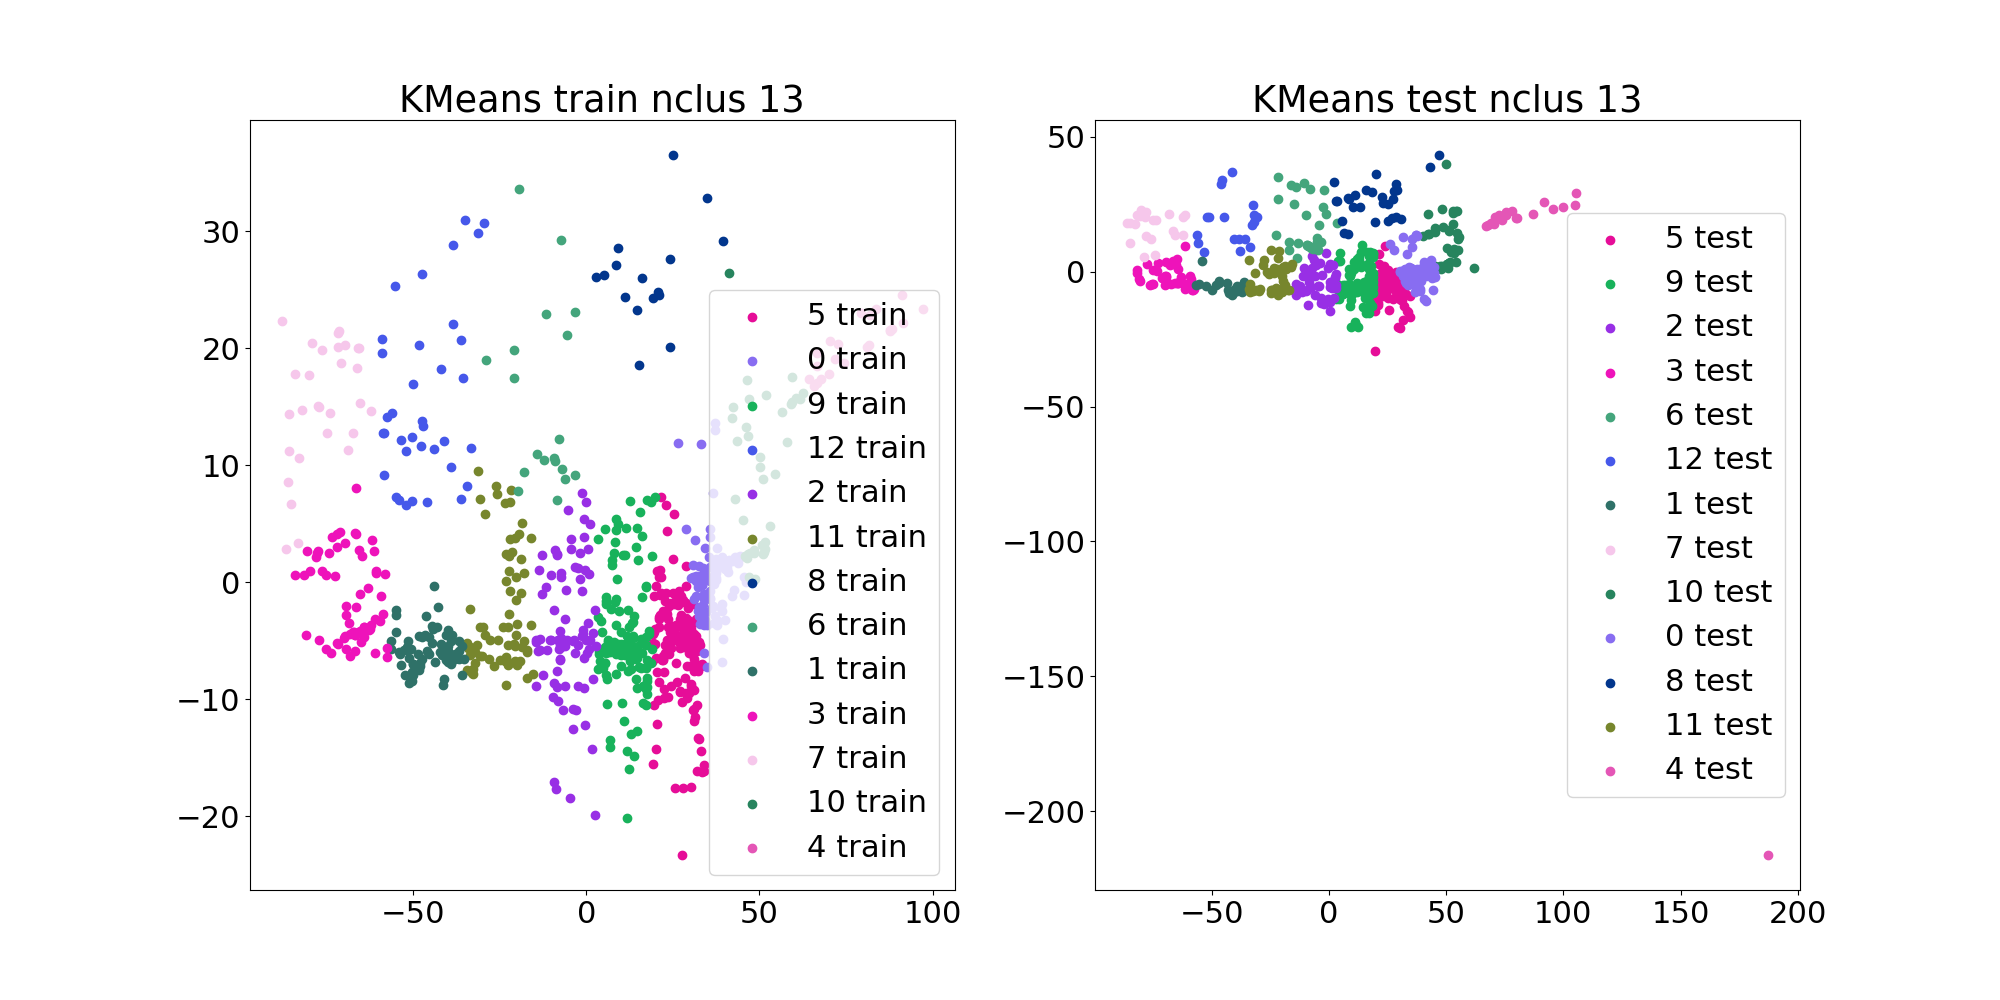 KMeans train nclus 13
30
20
10
0
−10
−20
−50
0
50
100
5 train
0 train
9 train
12 train
2 train
11 train
8 train
6 train
1 train
3 train
7 train
10 train
4 train
KMeans test nclus 13
50
0
−50
−100
−150
−200
−50
0
50
100
150
200
5 test
9 test
2 test
3 test
6 test
12 test
1 test
7 test
10 test
0 test
8 test
11 test
4 test